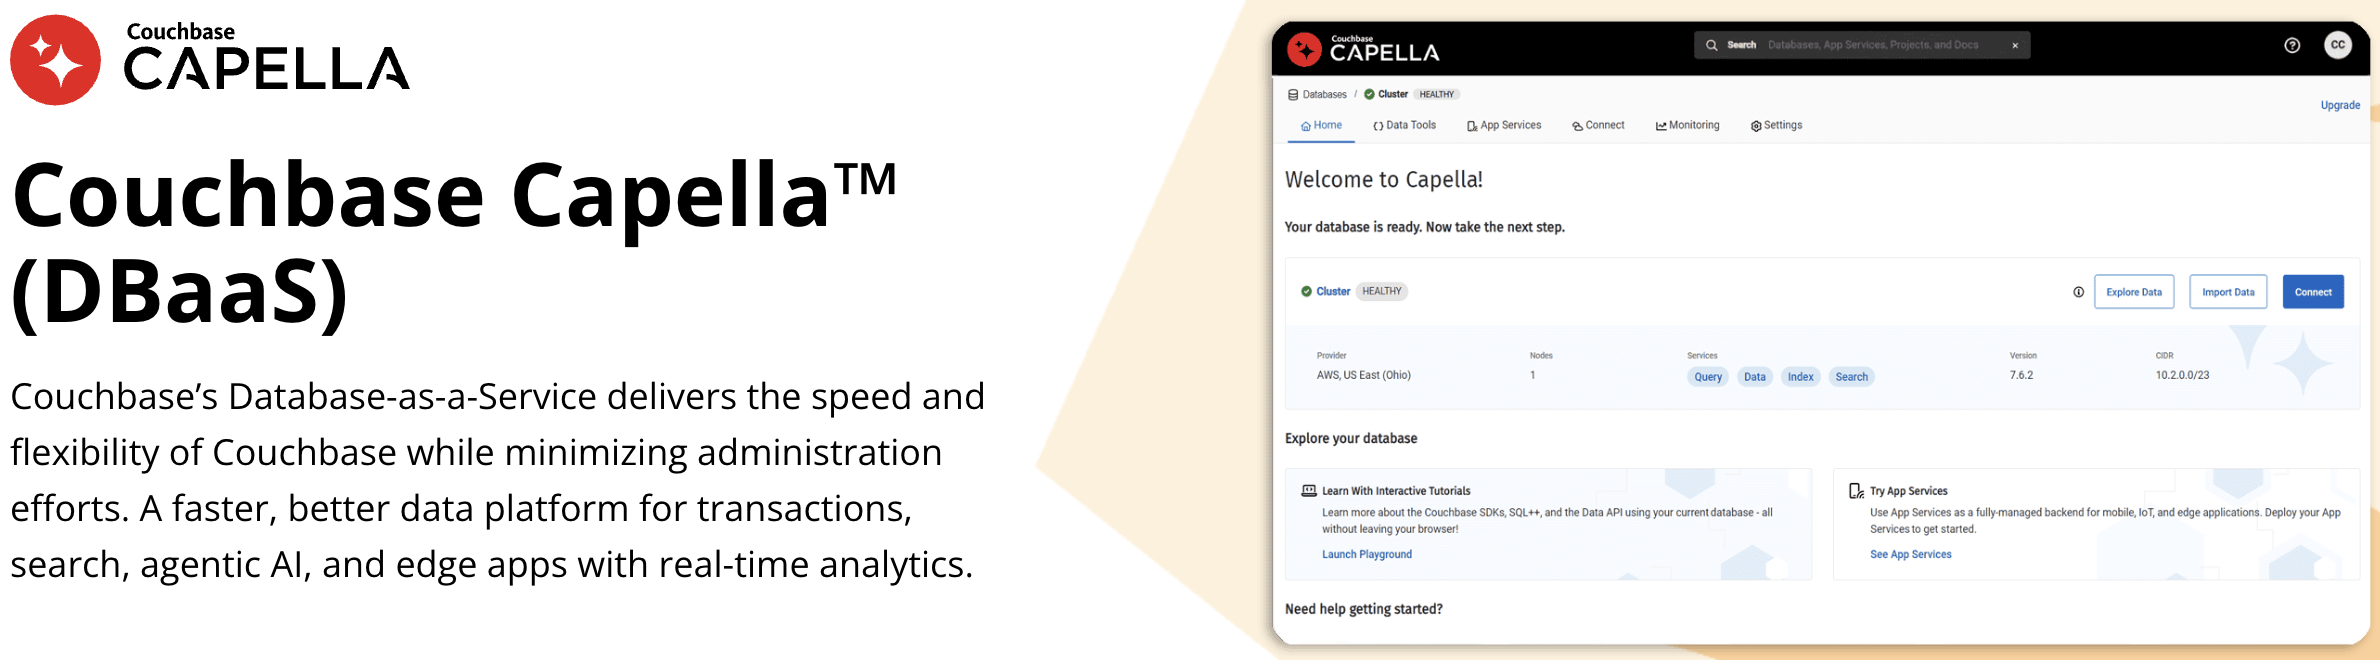 Couchbase
CAPELLA
Couchbase Capella™
(DBaaS)
Couchbase’s Database-as-a-Service delivers the speed and
flexibility of Couchbase while minimizing administration
efforts. A faster, better data platform for transactions,
search, agentic AI, and edge apps with real-time analytics.
Couchbase
CAPELLA
Search Databases, App Services, Projects, and Docs ×
CC
Databases / Cluster HEALTHY
Upgrade
Home Data Tools App Services Connect Monitoring Settings
Welcome to Capella!
Your database is ready. Now take the next step.
Cluster HEALTHY Explore Data Import Data Connect
Provider Nodes Services Version CIDR
AWS, US East (Ohio) 1 Query Data Index Search 7.6.2 10.2.0.0/23
Explore your database
Learn With Interactive Tutorials
Learn more about the Couchbase SDKs, SQL++, and the Data API using your current database - all
without leaving your browser!
Launch Playground
Try App Services
Use App Services as a fully-managed backend for mobile, IoT, and edge applications. Deploy your App
Services to get started.
See App Services
Need help getting started?